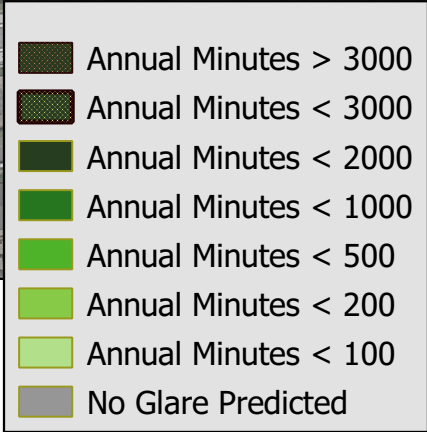 Annual Minutes > 3000
Annual Minutes < 3000
Annual Minutes < 2000
Annual Minutes < 1000
Annual Minutes < 500
Annual Minutes < 200
Annual Minutes < 100
No Glare Predicted